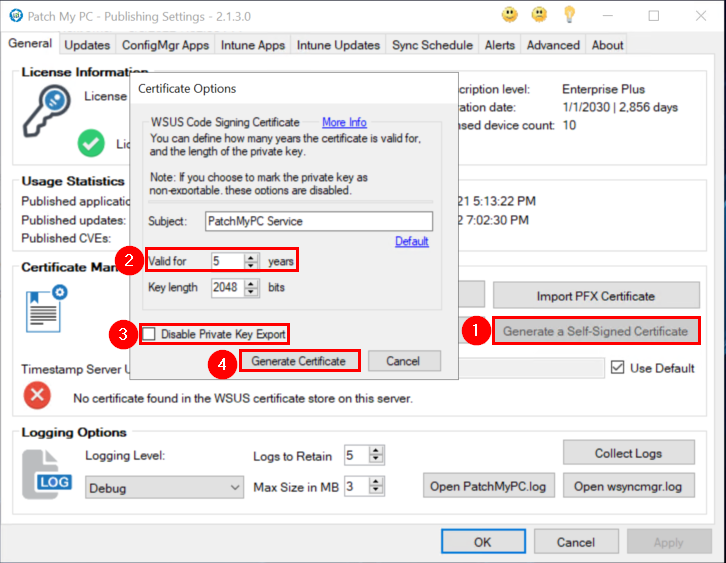 Patch My PC - Publishing Settings - 2.1.3.0
General Updates ConfigMgr Apps Intune Apps Intune Updates Sync Schedule Alerts Advanced About
License Information
License
cription level: Enterprise Plus
ration date: 1/1/2030 | 2,856 days
nsed device count: 10
Certificate Options
WSUS Code Signing Certificate More Info
You can define how many years the certificate is valid for,
and the length of the private key.
Note: If you choose to mark the private key as
non-exportable, these options are disabled.
Subject: PatchMyPC Service
Default
2 Valid for 5 years
Key length 2048 bits
3 Disable Private Key Export
4 Generate Certificate Cancel
Usage Statistics
Published applicatio 21 5:13:22 PM
Published updates: 2 7:02:30 PM
Published CVEs:
Certificate Man
Import PFX Certificate
1 Generate a Self-Signed Certificate
Timestamp Server U Use Default
No certificate found in the WSUS certificate store on this server.
Logging Options
Logging Level: Logs to Retain 5 Collect Logs
LOG Debug Max Size in MB 3 Open PatchMyPC.log Open wsyncmgr.log
OK Cancel Apply